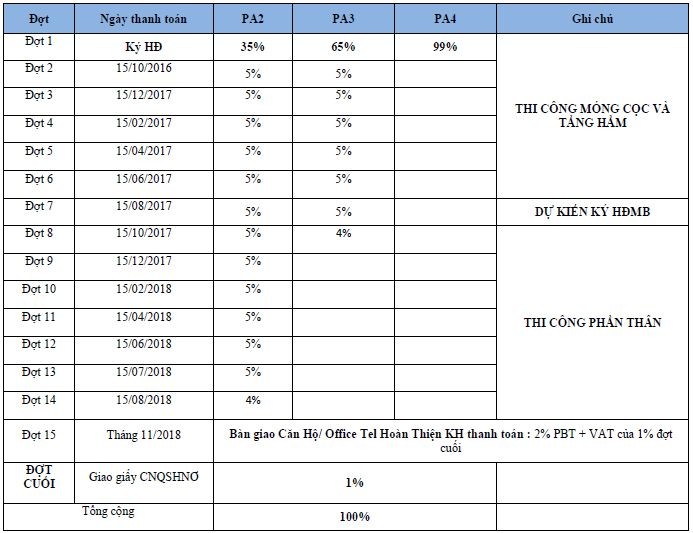 Đợt Ngày thanh toán PA2 PA3 PA4 Ghi chú
Đợt 1 Ký HĐ 35% 65% 99%
Đợt 2 15/10/2016 5% 5%
Đợt 3 15/12/2017 5% 5%
THI CÔNG MÓNG CỌC VÀ
TẦNG HẦM
Đợt 4 15/02/2017 5% 5%
Đợt 5 15/04/2017 5% 5%
Đợt 6 15/06/2017 5% 5%
Đợt 7 15/08/2017 5% 5% DỰ KIẾN KÝ HĐMB
Đợt 8 15/10/2017 5% 4%
Đợt 9 15/12/2017 5%
Đợt 10 15/02/2018 5%
Đợt 11 15/04/2018 5% THI CÔNG PHẦN THÂN
Đợt 12 15/06/2018 5%
Đợt 13 15/07/2018 5%
Đợt 14 15/08/2018 4%
Đợt 15 Tháng 11/2018 Bàn giao Căn Hộ/ Office Tel Hoàn Thiện KH thanh toán : 2% PBT + VAT của 1% đợt
cuối
ĐỢT
CUỐI Giao giấy CNQSHNƠ 1%
Tổng cộng 100%